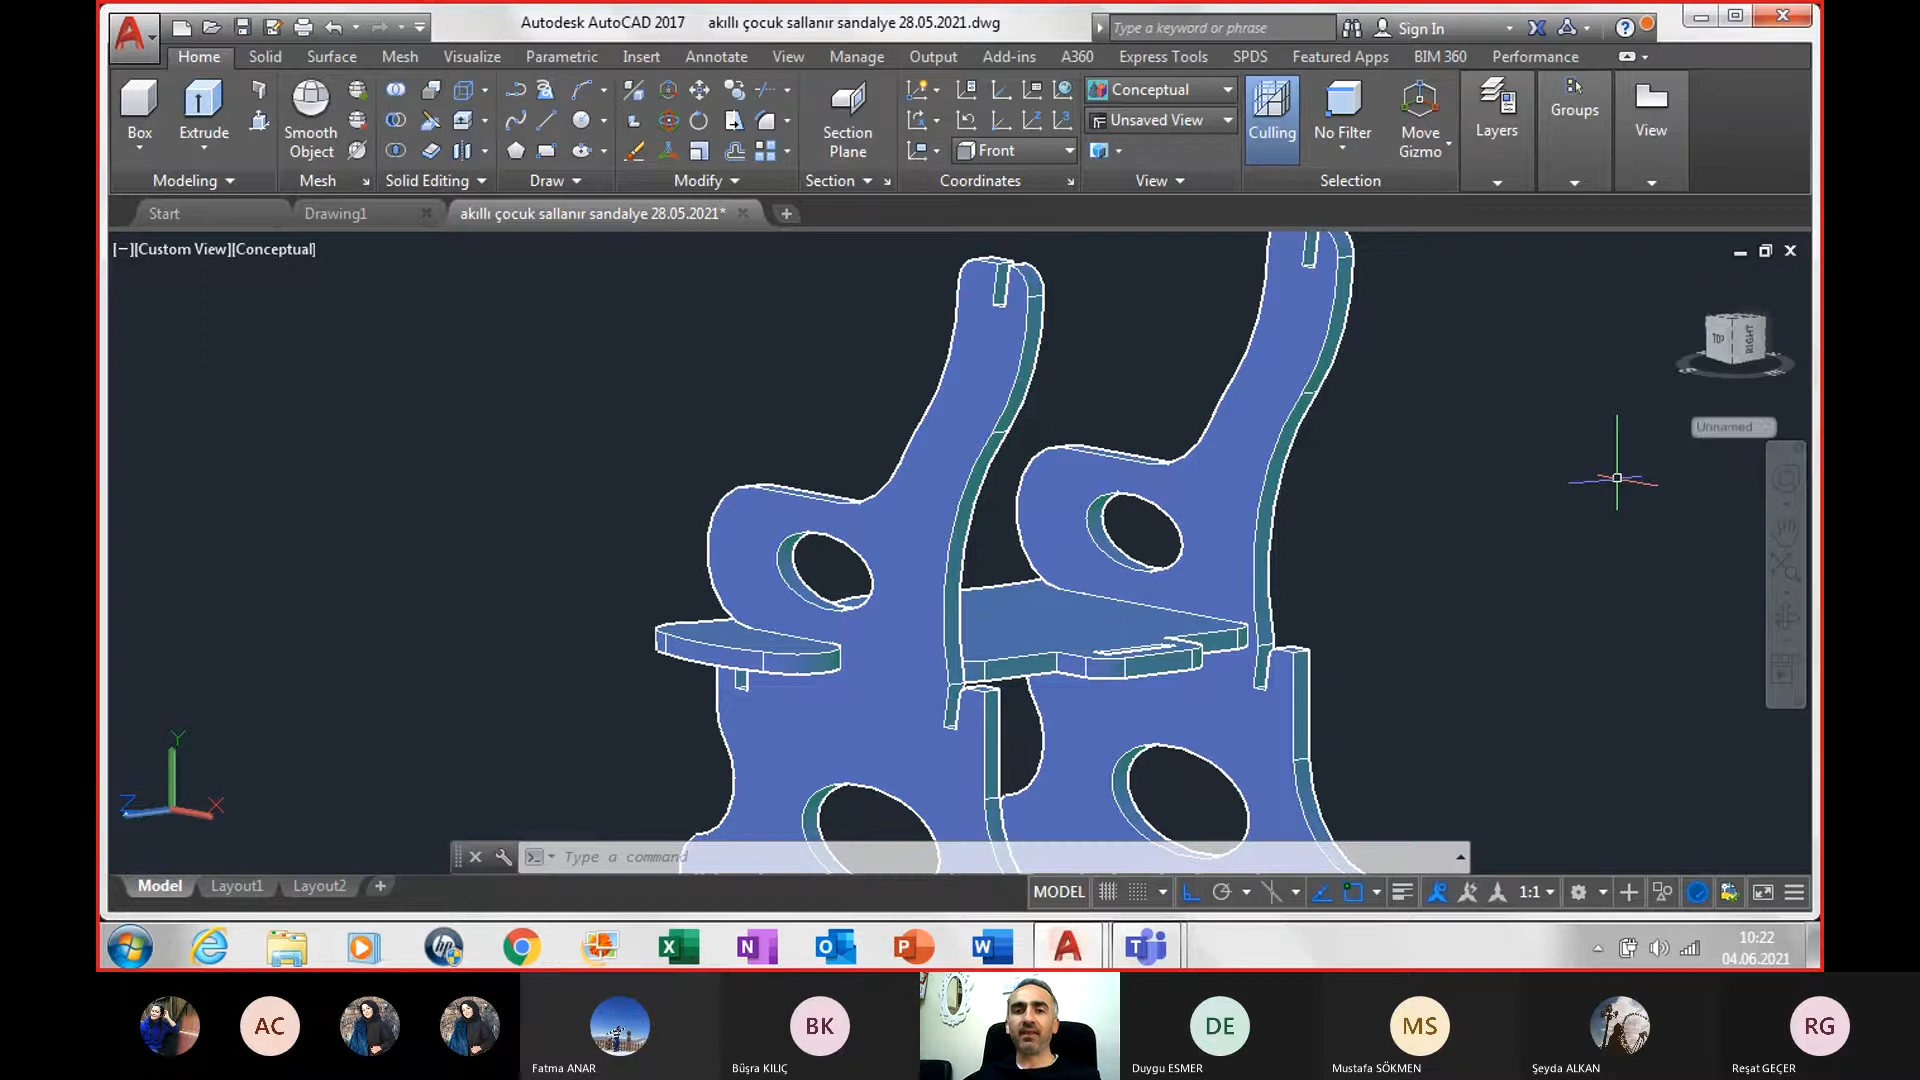 Autodesk AutoCAD 2017 akıllı çocuk sallanır sandalye 28.05.2021.dwg
Type a keyword or phrase
Sign In
Home Solid Surface Mesh Visualize Parametric Insert Annotate View Manage Output Add-ins A360 Express Tools SPDS Featured Apps BIM 360 Performance
Box
Extrude
Smooth Object
Section Plane
Front
Conceptual
Unsaved View
Culling
No Filter
Move Gizmo
Layers
Groups
View
Modeling Mesh Solid Editing Draw Modify Section Coordinates View Selection
Start Drawing1 akıllı çocuk sallanır sandalye 28.05.2021*
[−][Custom View][Conceptual]
TOP
RIGHT
Unnamed
Y
Z
X
Type a command
Model Layout1 Layout2
MODEL 1:1
10:22
04.06.2021
AC
BK
DE
MS
RG
Fatma ANAR
Büşra KILIÇ
Duygu ESMER
Mustafa SÖKMEN
Şeyda ALKAN
Reşat GEÇER